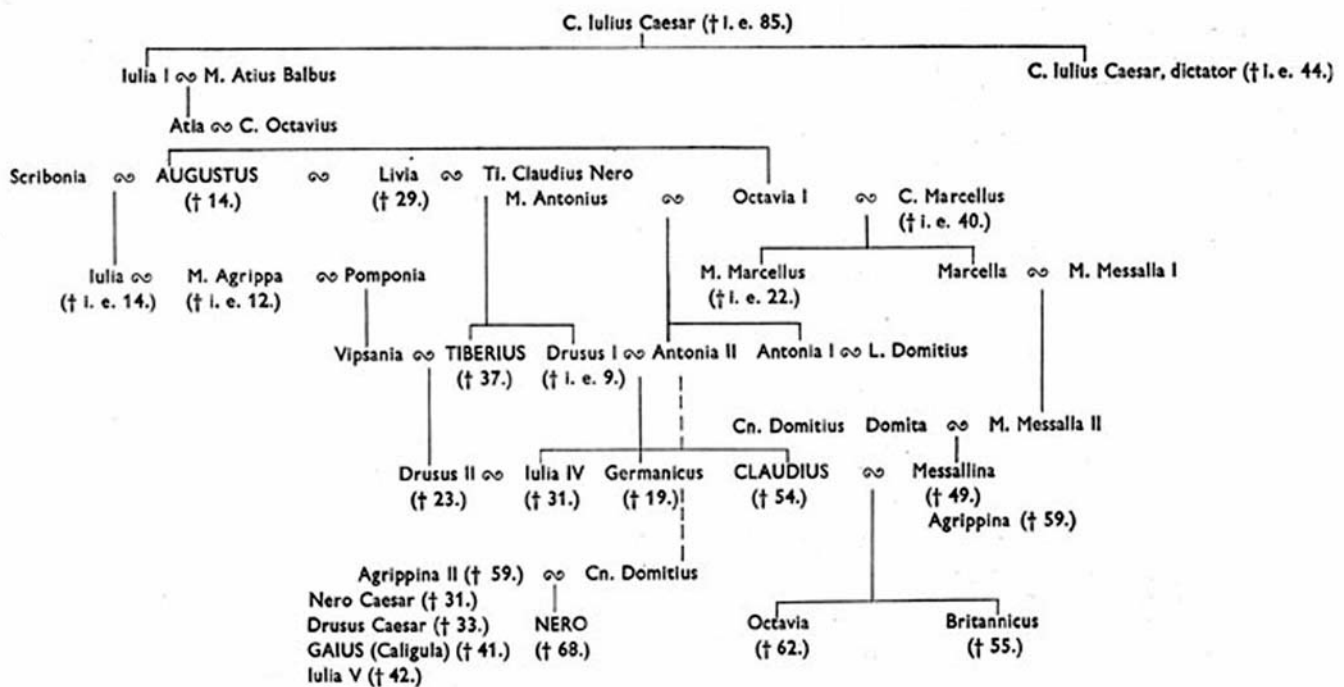 C. Iulius Caesar († i. e. 85.)
Iulia I ∾ M. Atius Balbus
C. Iulius Caesar, dictator († i. e. 44.)
Atia ∾ C. Octavius
Scribonia ∾ AUGUSTUS ∾ Livia ∾ Ti. Claudius Nero
(† 14.) († 29.) M. Antonius ∾ Octavia I ∾ C. Marcellus
(† i. e. 40.)
Iulia ∾ M. Agrippa ∾ Pomponia
M. Marcellus Marcella ∾ M. Messalla I
(† i. e. 14.) († i. e. 12.) († i. e. 22.)
Vipsania ∾ TIBERIUS Drusus I ∾ Antonia II Antonia I ∾ L. Domitius
(† 37.) († i. e. 9.)
Cn. Domitius Domita ∾ M. Messalla II
Drusus II ∾ Iulia IV Germanicus CLAUDIUS ∾ Messallina
(† 23.) († 31.) († 19.) († 54.) († 49.)
Agrippina († 59.)
Agrippina II († 59.) ∾ Cn. Domitius
Nero Caesar († 31.)
Drusus Caesar († 33.) NERO Octavia Britannicus
GAIUS (Caligula) († 41.) († 68.) († 62.) († 55.)
Iulia V († 42.)